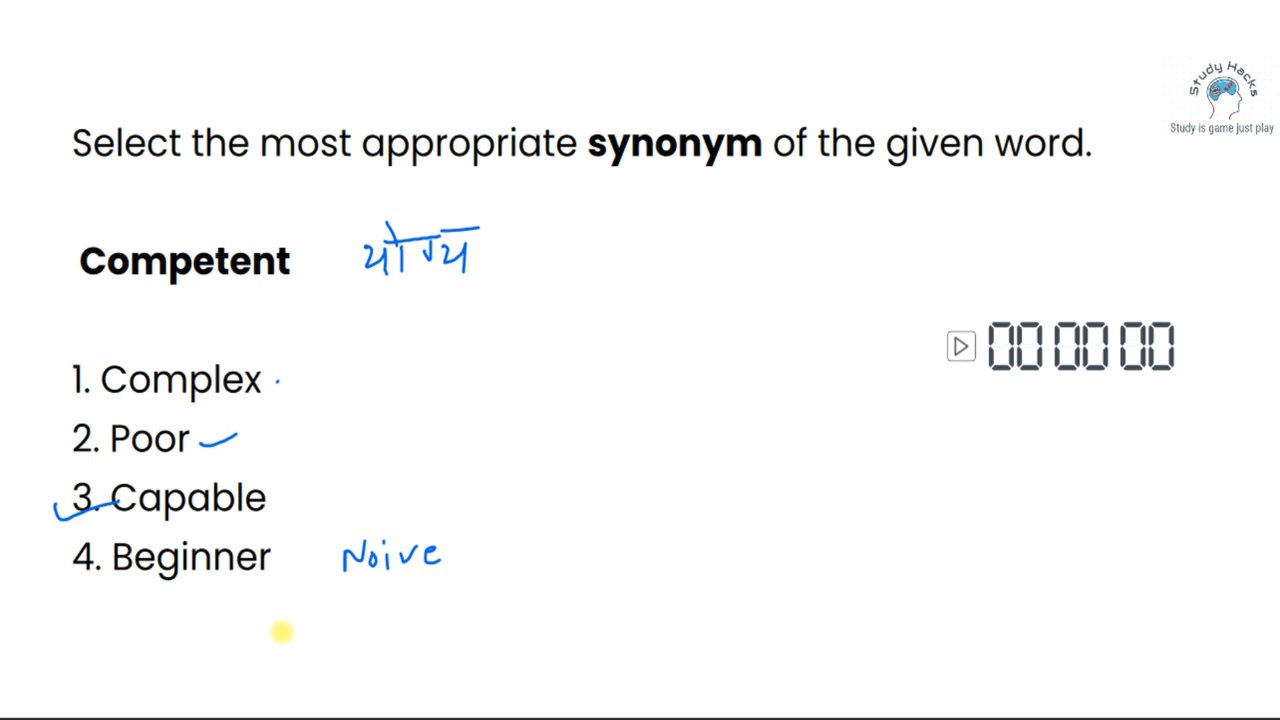 Study Hacks
Study is game just play
Select the most appropriate synonym of the given word.
Competent योग्य
00 00 00
1. Complex
2. Poor
3. Capable
4. Beginner Noive